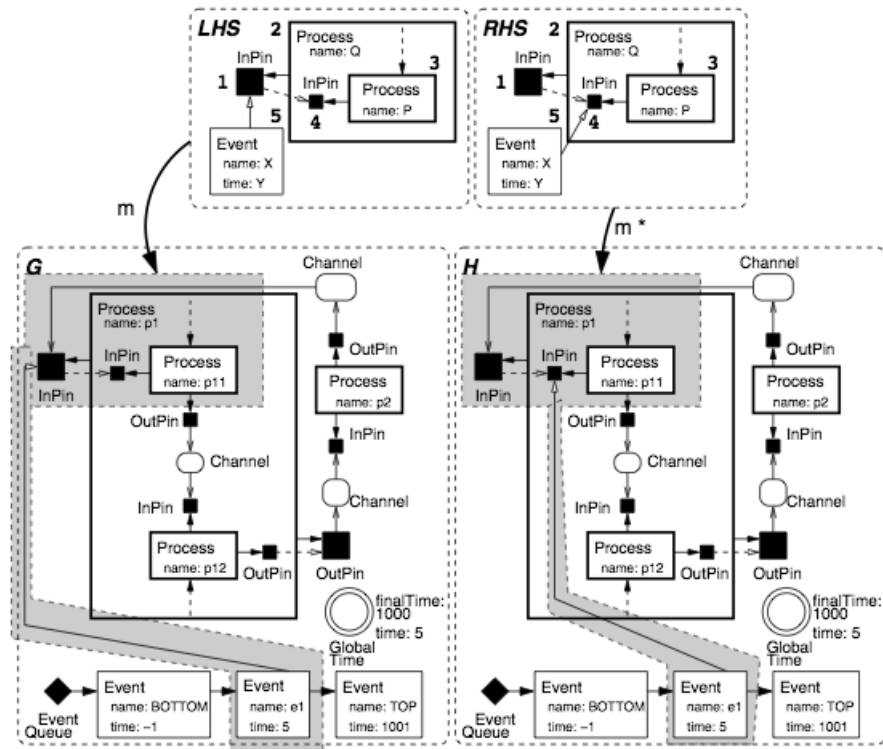 LHS
2
Process
name: Q
InPin
1
3
InPin
Process
name: P
5
4
Event
name: X
time: Y
RHS
2
Process
name: Q
InPin
1
3
InPin
Process
name: P
5
4
Event
name: X
time: Y
m
m *
G
Channel
Process
name: p1
InPin
Process
name: p11
InPin
OutPin
OutPin
Process
name: p2
InPin
Channel
InPin
Channel
Process
name: p12
OutPin
OutPin
finalTime:
1000
time: 5
Global
Time
Event
Queue
Event
name: BOTTOM
time: –1
Event
name: e1
time: 5
Event
name: TOP
time: 1001
H
Channel
Process
name: p1
InPin
Process
name: p11
InPin
OutPin
OutPin
Process
name: p2
InPin
Channel
InPin
Channel
Process
name: p12
OutPin
OutPin
finalTime:
1000
time: 5
Global
Time
Event
Queue
Event
name: BOTTOM
time: –1
Event
name: e1
time: 5
Event
name: TOP
time: 1001